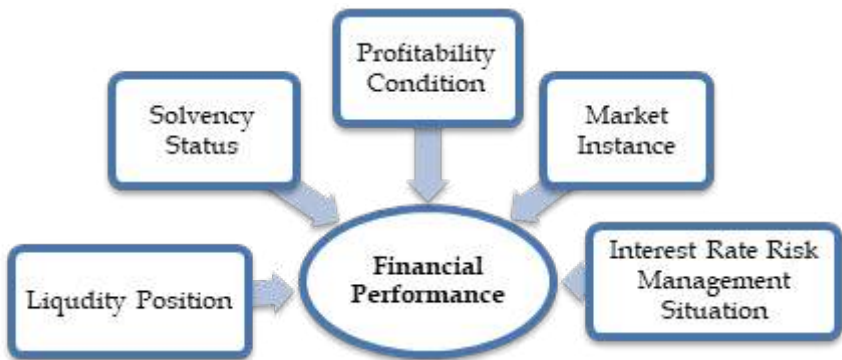 Profitability
Condition
Solvency
Status
Market
Instance
Liqudity Position
Financial
Performance
Interest Rate Risk
Management
Situation